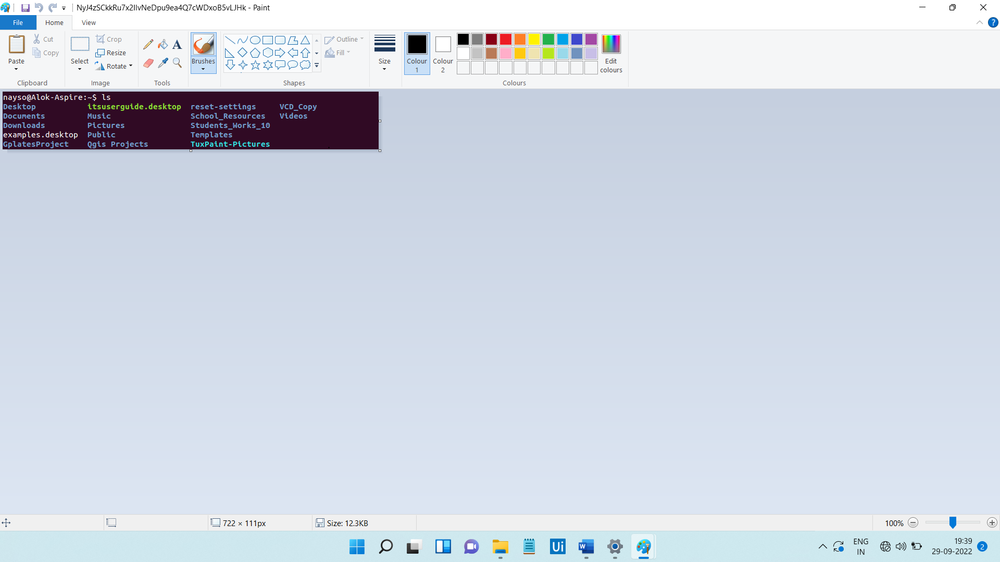 NyJ4zSCkkRu7x2IlvNeDpu9ea4Q7cWDxoB5vLJHk - Paint
File Home View
Paste
Cut
Copy
Clipboard
Select
Crop
Resize
Rotate
Image
A
Tools
Brushes
Outline
Fill
Shapes
Size
Colour
1
Colour
2
Edit
colours
Colours
nayso@Alok-Aspire:~$ ls
Desktop itsuserguide.desktop reset-settings VCD_Copy
Documents Music School_Resources Videos
Downloads Pictures Students_Works_10
examples.desktop Public Templates
GplatesProject Qgis Projects TuxPaint-Pictures
722 × 111px
Size: 12.3KB
100%
Ui
W
ENG
IN
19:39
29-09-2022
2